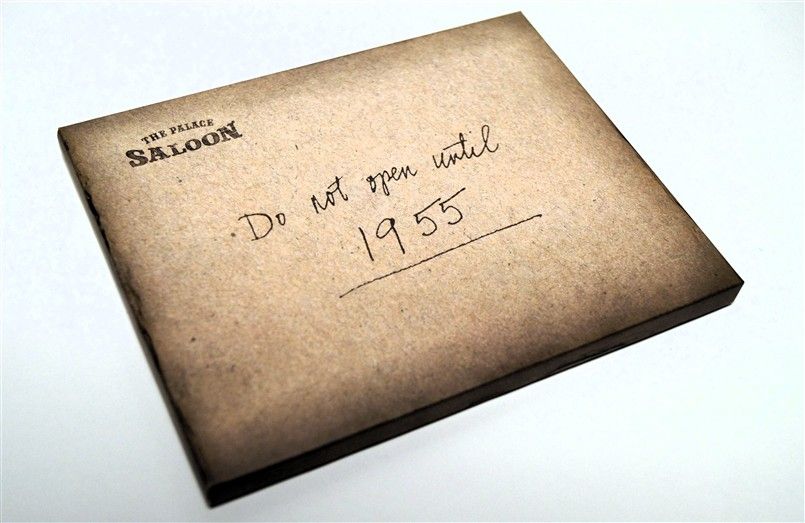 THE PALACE
SALOON
Do not open until
1955